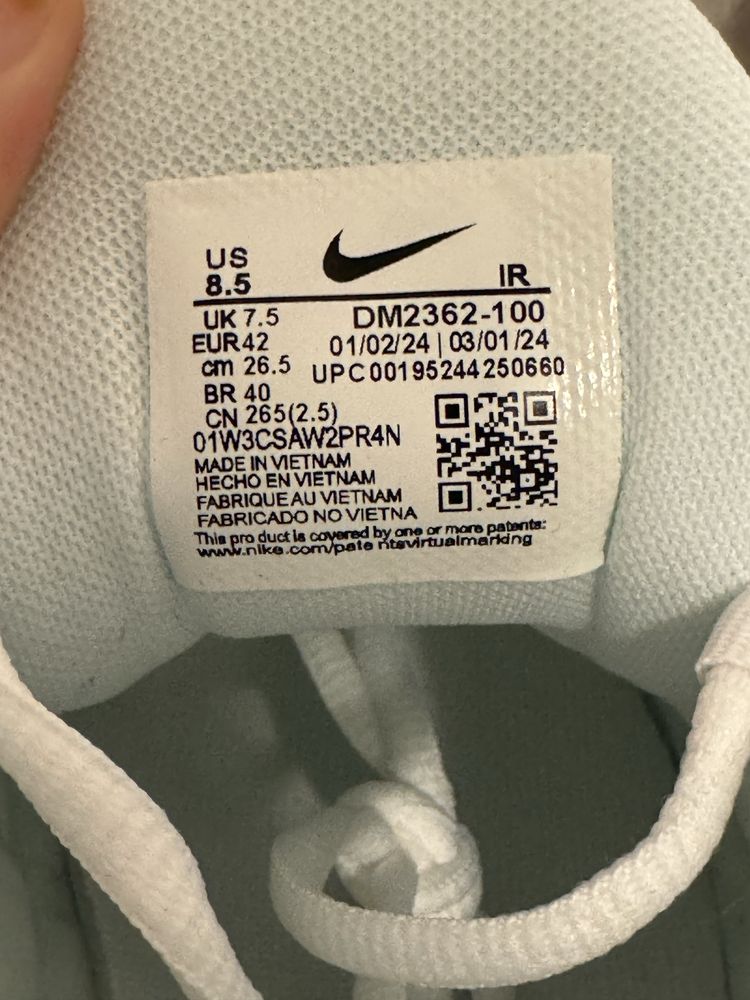 US
8.5
IR
UK 7.5
DM2362-100
EUR 42
01/02/24 | 03/01/24
cm 26.5
UPC 00195244250660
BR 40
CN 265(2.5)
01W3CSAW2PR4N
MADE IN VIETNAM
HECHO EN VIETNAM
FABRIQUE AU VIETNAM
FABRICADO NO VIETNA
This pro duct is covered by one or more patents:
www.nike.com/pate ntsvirtualmarking